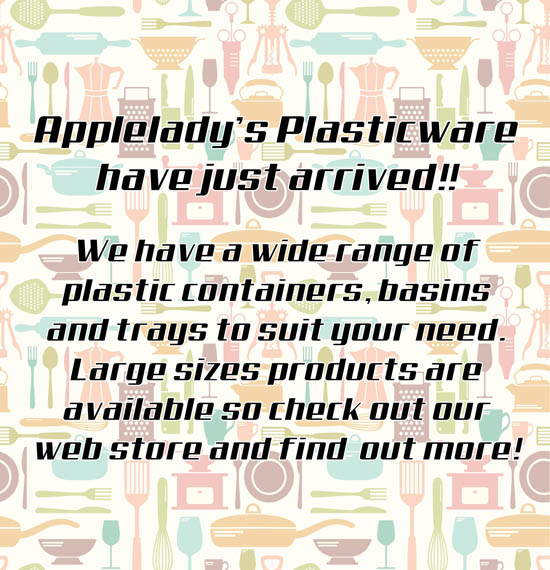 Applelady's Plasticware
have just arrived!!
We have a wide range of
plastic containers, basins
and trays to suit your need.
Large sizes products are
available so check out our
web store and find out more!